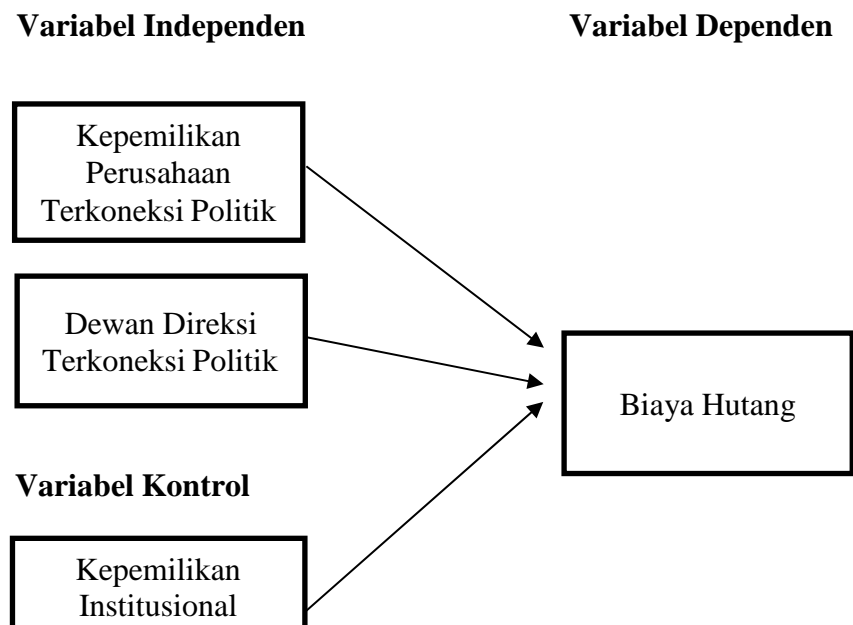 Variabel Independen
Variabel Dependen
Kepemilikan
Perusahaan
Terkoneksi Politik
Dewan Direksi
Terkoneksi Politik
Biaya Hutang
Variabel Kontrol
Kepemilikan
Institusional